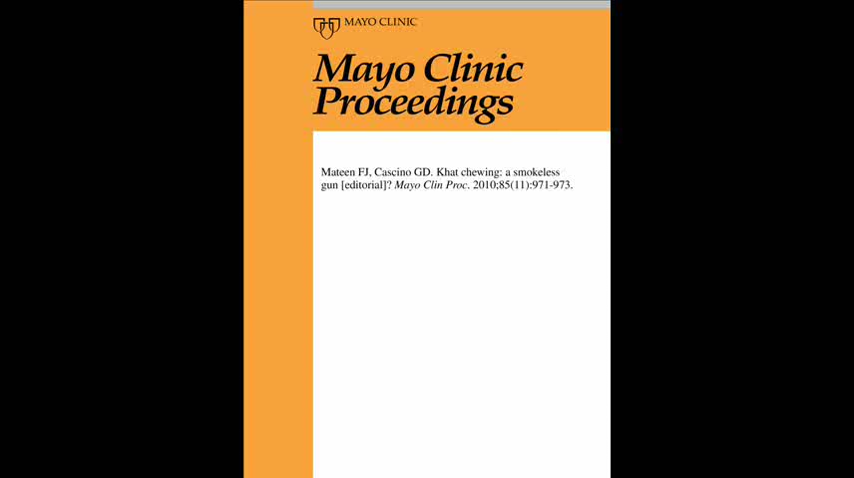 MAYO CLINIC
Mayo Clinic
Proceedings
Mateen FJ, Cascino GD. Khat chewing: a smokeless
gun [editorial]? Mayo Clin Proc. 2010;85(11):971-973.